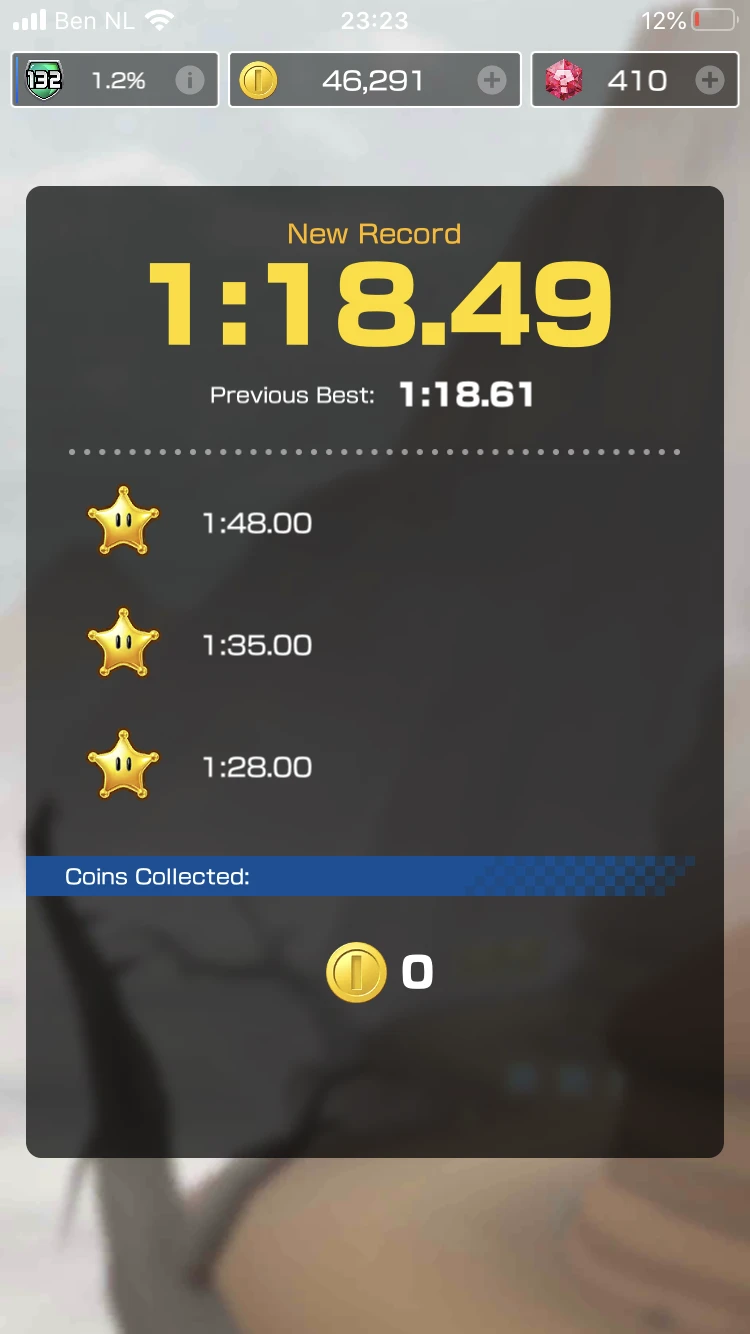 Ben NL 23:23 12%
132 1.2% i 46,291 + 410 +
New Record
1:18.49
Previous Best: 1:18.61
1:48.00
1:35.00
1:28.00
Coins Collected:
0